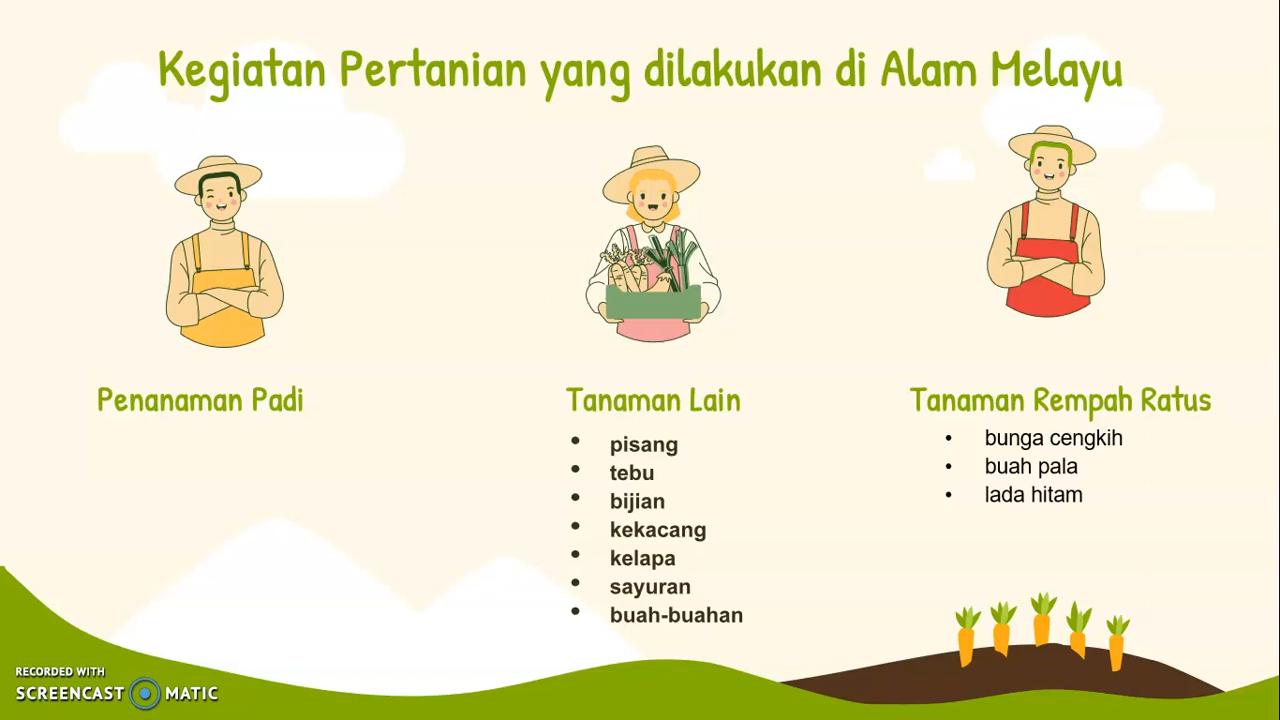 Kegiatan Pertanian yang dilakukan di Alam Melayu
Penanaman Padi
Tanaman Lain
• pisang
• tebu
• bijian
• kekacang
• kelapa
• sayuran
• buah-buahan
Tanaman Rempah Ratus
• bunga cengkih
• buah pala
• lada hitam
RECORDED WITH
SCREENCAST MATIC